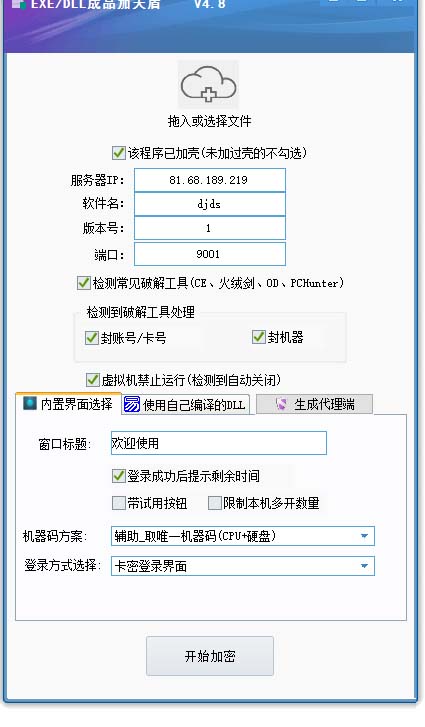 EXE/DLL成品加天盾 V4.8
拖入或选择文件
该程序已加壳(未加过壳的不勾选)
服务器IP: 81.68.189.219
软件名: djds
版本号: 1
端口: 9001
检测常见破解工具(CE、火绒剑、OD、PCHunter)
检测到破解工具处理
封账号/卡号 封机器
虚拟机禁止运行(检测到自动关闭)
内置界面选择 易 使用自己编译的DLL 生成代理端
窗口标题: 欢迎使用
登录成功后提示剩余时间
带试用按钮 限制本机多开数量
机器码方案: 辅助_取唯一机器码(CPU+硬盘)
登录方式选择: 卡密登录界面
开始加密